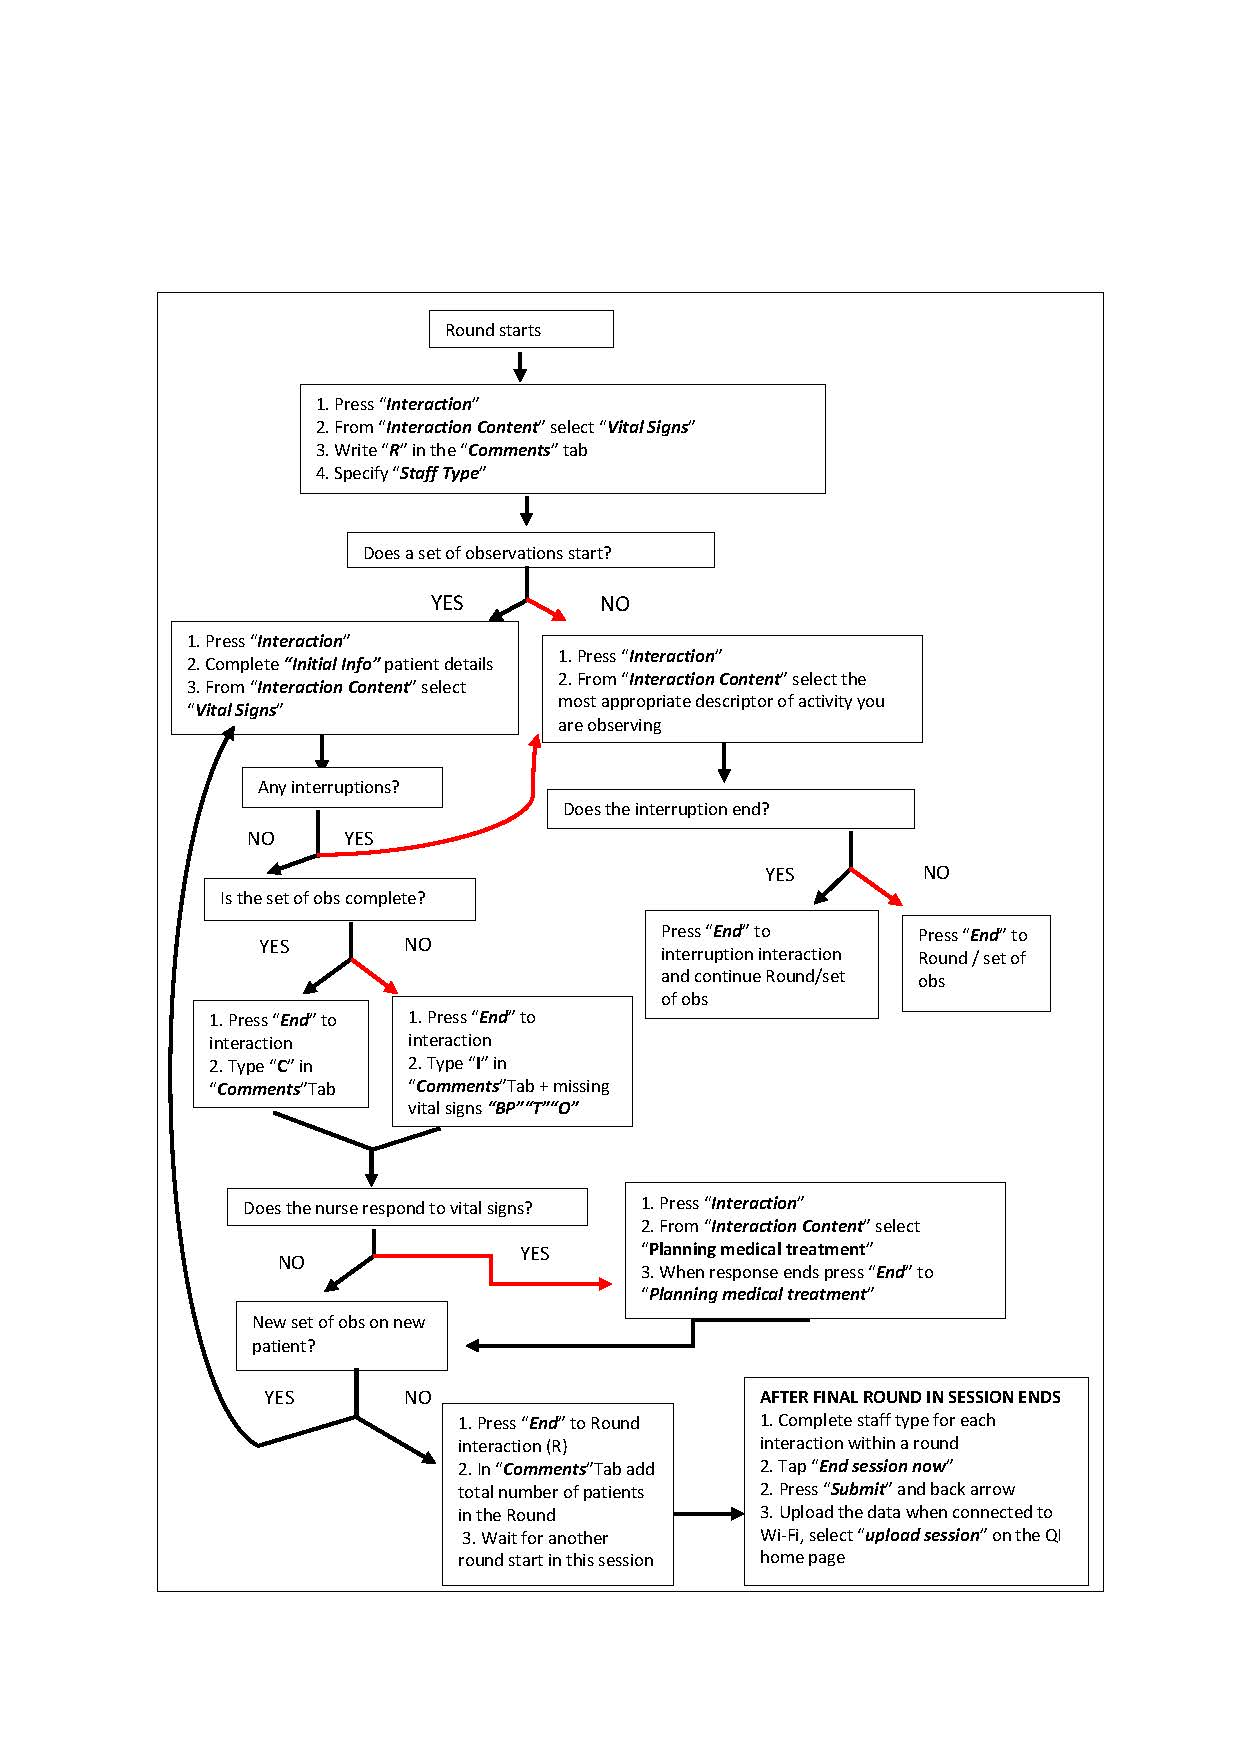 Round starts
1. Press “Interaction”
2. From “Interaction Content” select “Vital Signs”
3. Write “R” in the “Comments” tab
4. Specify “Staff Type”
Does a set of observations start?
YES
NO
1. Press “Interaction”
2. Complete “Initial Info” patient details
3. From “Interaction Content” select
“Vital Signs”
1. Press “Interaction”
2. From “Interaction Content” select the
most appropriate descriptor of activity you
are observing
Any interruptions?
NO
YES
Does the interruption end?
YES
NO
Press “End” to
interruption interaction
and continue Round/set
of obs
Press “End” to
Round / set of
obs
Is the set of obs complete?
YES
NO
1. Press “End” to
interaction
2. Type “C” in
“Comments”Tab
1. Press “End” to
interaction
2. Type “I” in
“Comments”Tab + missing
vital signs “BP”“T”“O”
Does the nurse respond to vital signs?
NO
YES
1. Press “Interaction”
2. From “Interaction Content” select
“Planning medical treatment”
3. When response ends press “End” to
“Planning medical treatment”
New set of obs on new
patient?
YES
NO
1. Press “End” to Round
interaction (R)
2. In “Comments”Tab add
total number of patients
in the Round
3. Wait for another
round start in this session
AFTER FINAL ROUND IN SESSION ENDS
1. Complete staff type for each
interaction within a round
2. Tap “End session now”
2. Press “Submit” and back arrow
3. Upload the data when connected to
Wi-Fi, select “upload session” on the QI
home page